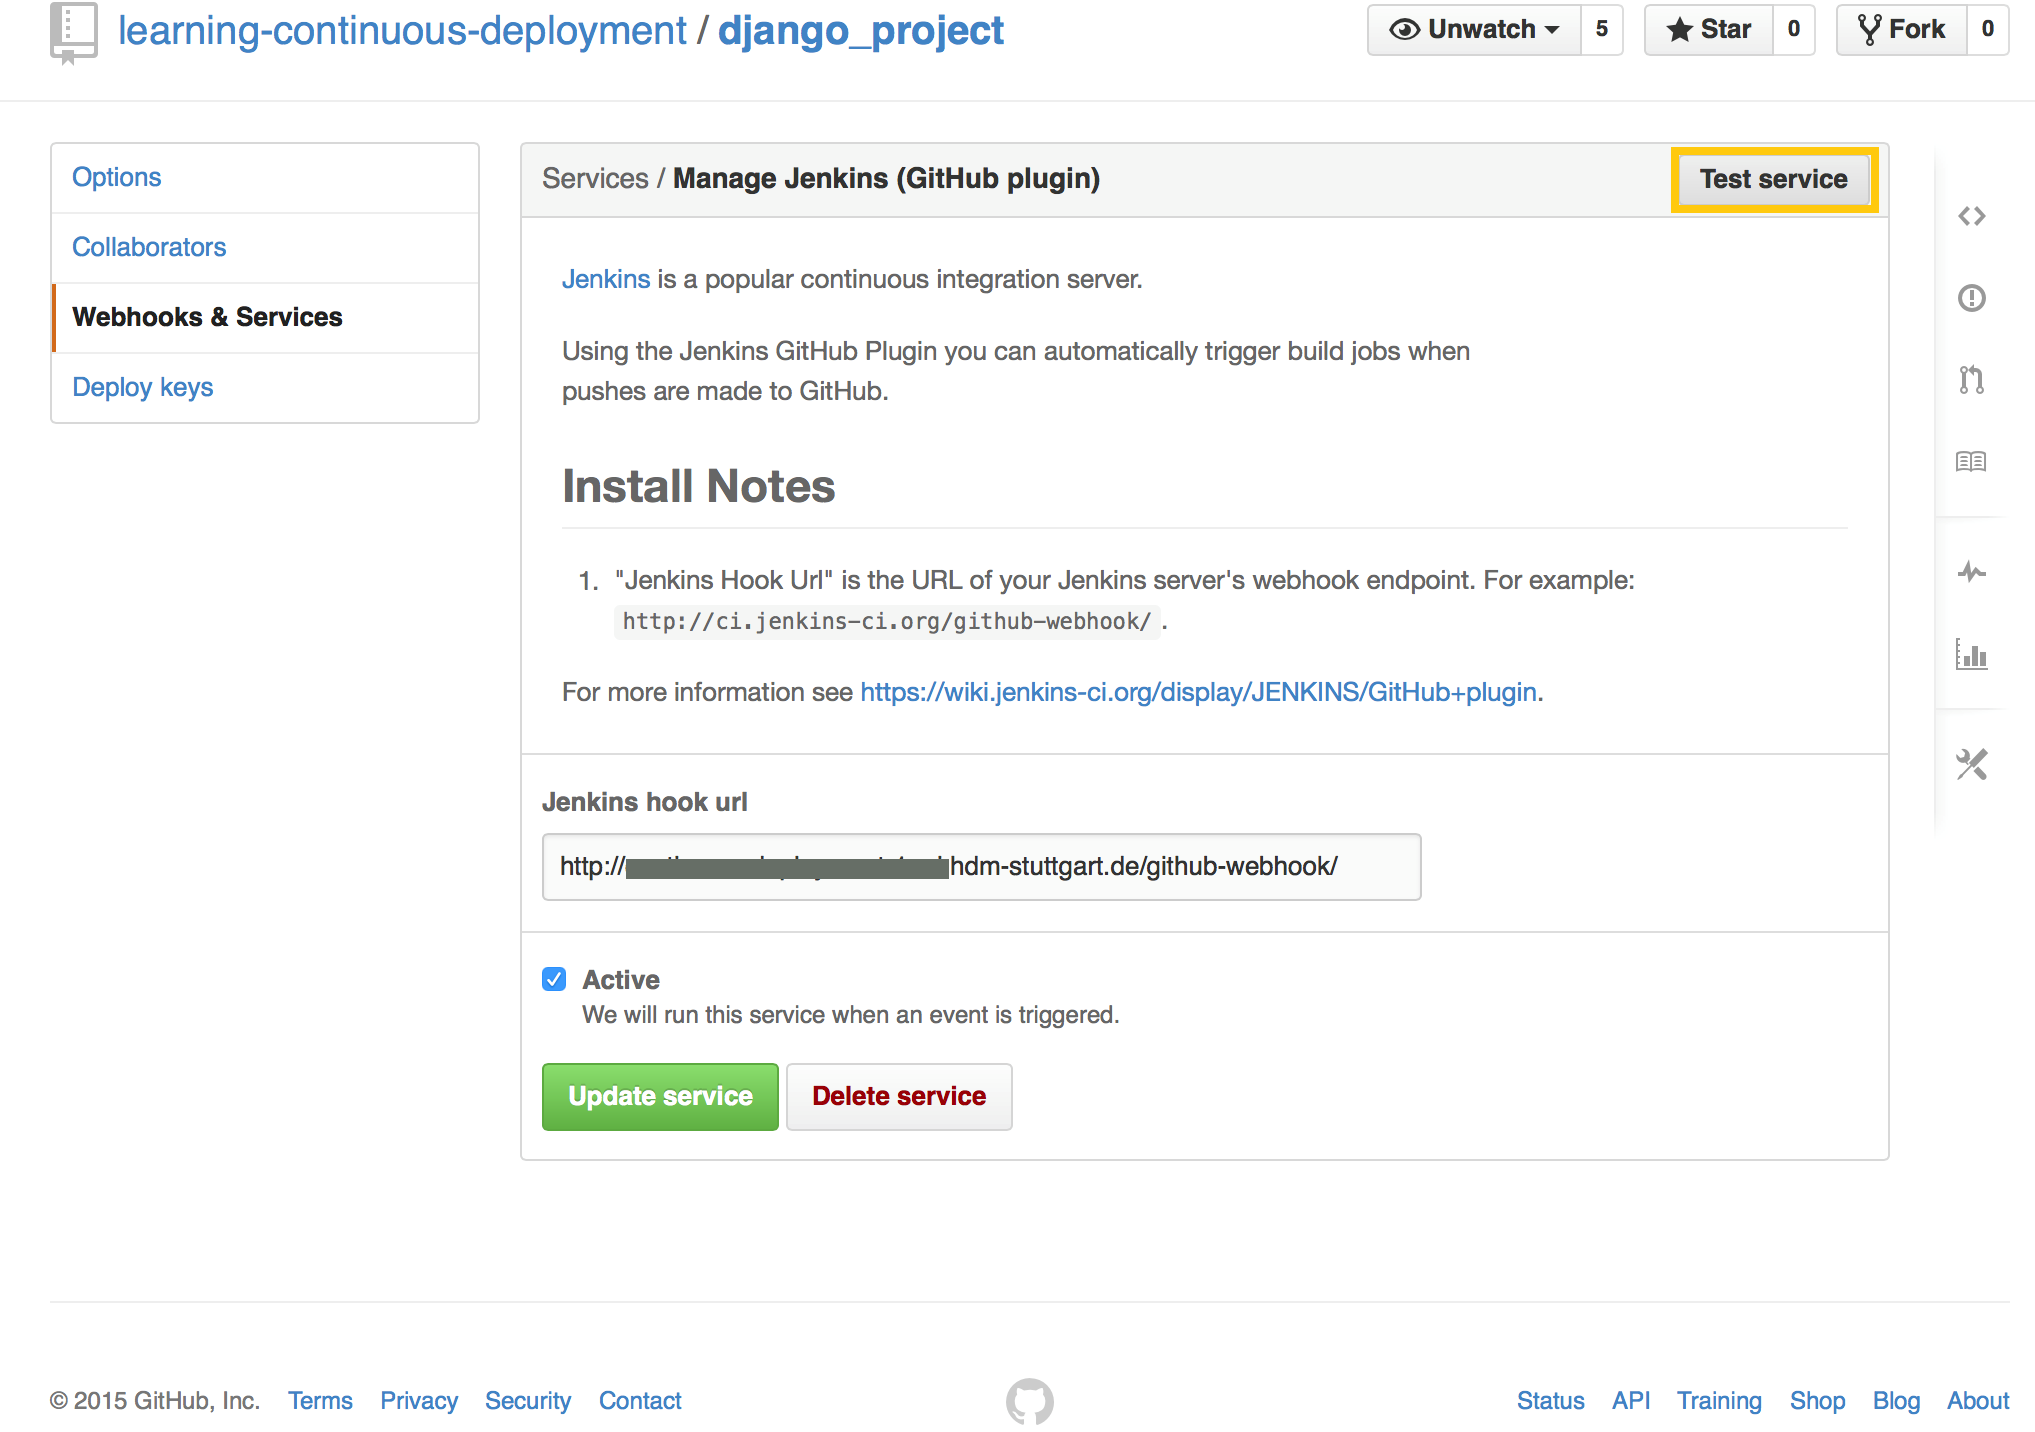 learning-continuous-deployment / django_project
Unwatch 5 Star 0 Fork 0
Options
Collaborators
Webhooks & Services
Deploy keys
Services / Manage Jenkins (GitHub plugin)
Test service
Jenkins is a popular continuous integration server.
Using the Jenkins GitHub Plugin you can automatically trigger build jobs when
pushes are made to GitHub.
Install Notes
1. "Jenkins Hook Url" is the URL of your Jenkins server's webhook endpoint. For example:
http://ci.jenkins-ci.org/github-webhook/ .
For more information see https://wiki.jenkins-ci.org/display/JENKINS/GitHub+plugin.
Jenkins hook url
http:// hdm-stuttgart.de/github-webhook/
Active
We will run this service when an event is triggered.
Update service Delete service
© 2015 GitHub, Inc. Terms Privacy Security Contact
Status API Training Shop Blog About